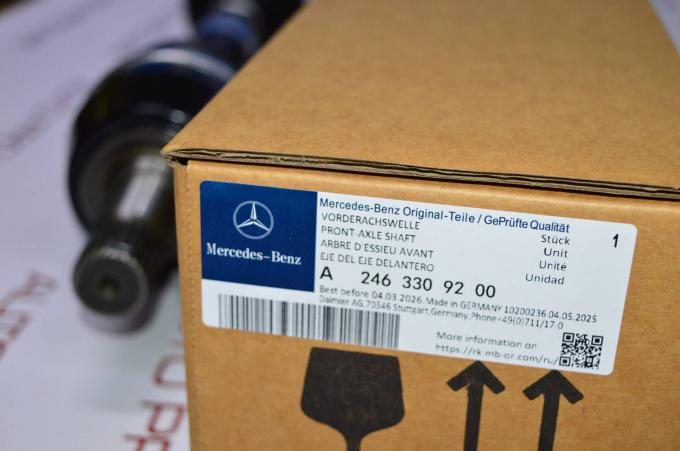 Mercedes-Benz
Mercedes-Benz Original-Teile / GePrüfte Qualität
VORDERACHSWELLE Stück 1
PRONT-AXLE SHAFT Unit
ARBRE D'ESSIEU AVANT Unité
EJE DEL EJE DELANTERO Unidad
A 246 330 92 00
Best before 04.03.2026. Made in GERMANY 10200236 04.05.2025
Daimler AG,70546 Stuttgart,Germany,Phone+49(0)711/17-0
More information on
https://rk.mb-or.com/ru/